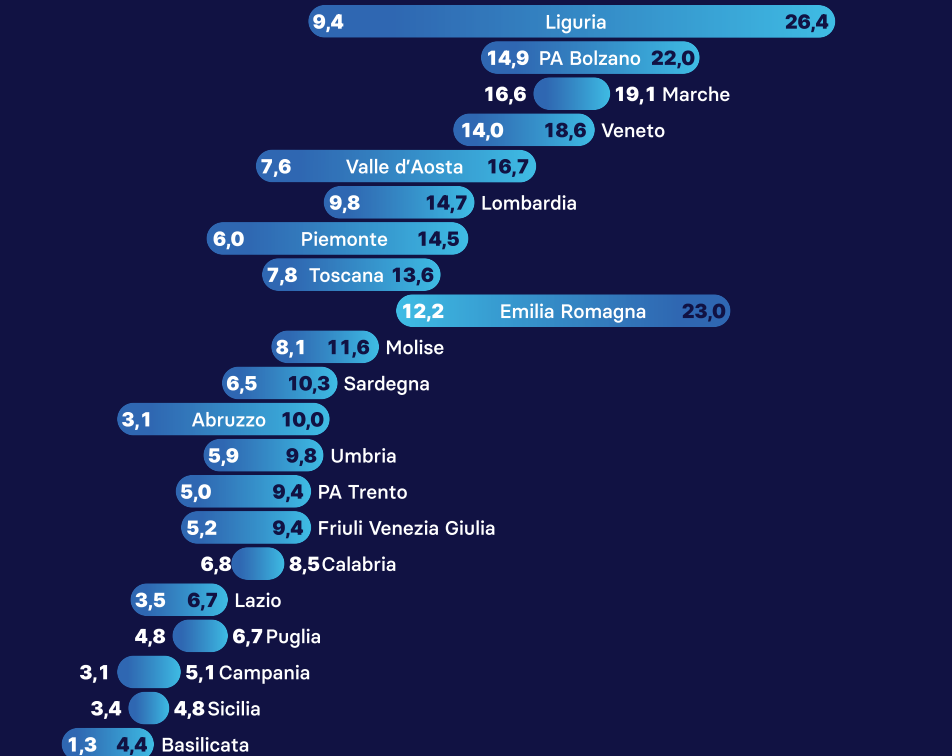 9,4 Liguria 26,4
14,9 PA Bolzano 22,0
16,6 19,1 Marche
14,0 18,6 Veneto
7,6 Valle d'Aosta 16,7
9,8 14,7 Lombardia
6,0 Piemonte 14,5
7,8 Toscana 13,6
12,2 Emilia Romagna 23,0
8,1 11,6 Molise
6,5 10,3 Sardegna
3,1 Abruzzo 10,0
5,9 9,8 Umbria
5,0 9,4 PA Trento
5,2 9,4 Friuli Venezia Giulia
6,8 8,5 Calabria
3,5 6,7 Lazio
4,8 6,7 Puglia
3,1 5,1 Campania
3,4 4,8 Sicilia
1,3 4,4 Basilicata